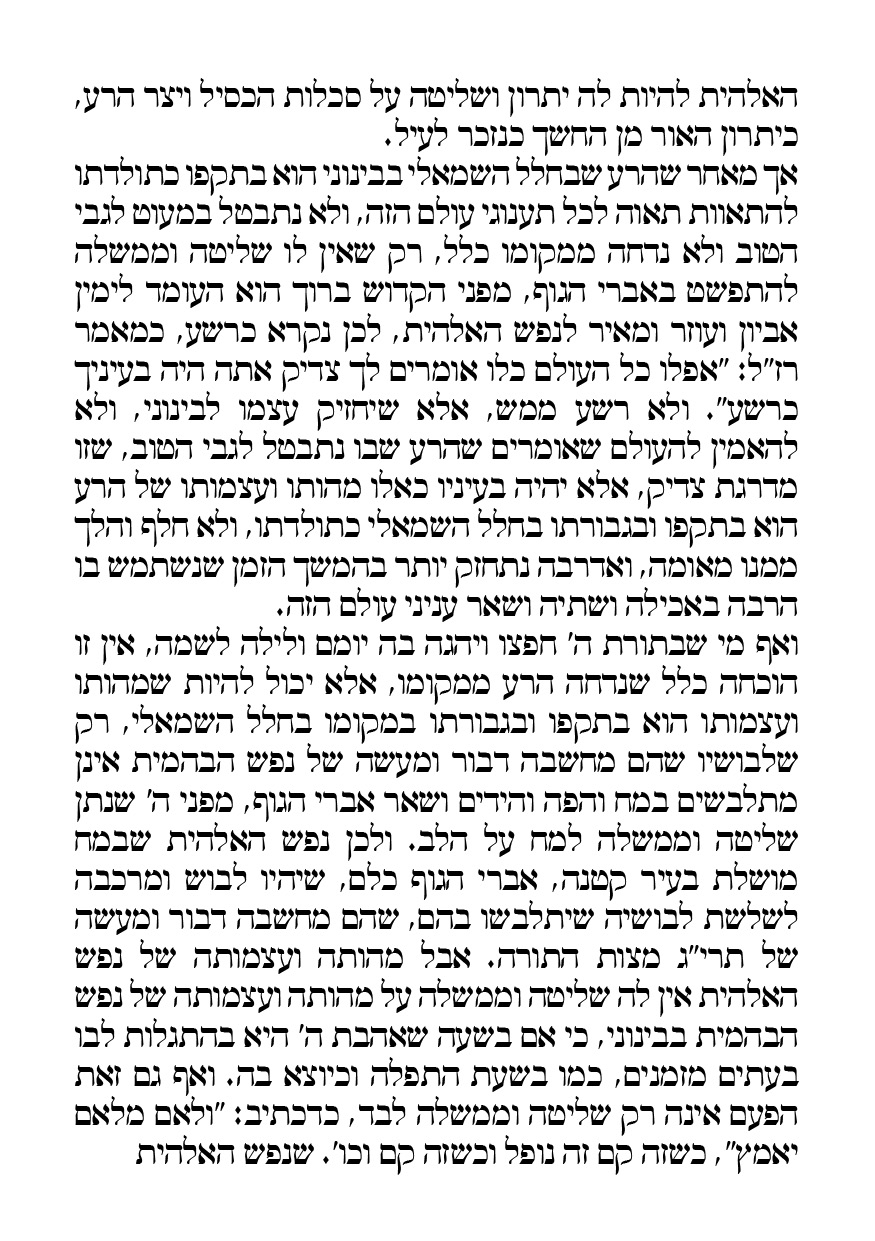 האלהית להיות לה יתרון ושליטה על סכלות הכסיל ויצר הרע,
כיתרון האור מן החשך כנזכר לעיל.
אך מאחר שהרע שבחלל השמאלי בבינוני הוא בתקפו כתולדתו
להתאוות תאוה לכל תענוגי עולם הזה, ולא נתבטל במעוט לגבי
הטוב ולא נדחה ממקומו כלל, רק שאין לו שליטה וממשלה
להתפשט באברי הגוף, מפני הקדוש ברוך הוא העומד לימין
אביון ועוזר ומאיר לנפש האלהית, לכן נקרא כרשע, כמאמר
רז"ל: "אפלו כל העולם כלו אומרים לך צדיק אתה היה בעיניך
כרשע". ולא רשע ממש, אלא שיחזיק עצמו לבינוני, ולא
להאמין להעולם שאומרים שהרע שבו נתבטל לגבי הטוב, שזו
מדרגת צדיק, אלא יהיה בעיניו כאלו מהותו ועצמותו של הרע
הוא בתקפו ובגבורתו בחלל השמאלי כתולדתו, ולא חלף והלך
ממנו מאומה, ואדרבה נתחזק יותר בהמשך הזמן שנשתמש בו
הרבה באכילה ושתיה ושאר עניני עולם הזה.
ואף מי שבתורת ה' חפצו ויהגה בה יומם ולילה לשמה, אין זו
הוכחה כלל שנדחה הרע ממקומו, אלא יכול להיות שמהותו
ועצמותו הוא בתקפו ובגבורתו במקומו בחלל השמאלי, רק
שלבושיו שהם מחשבה דבור ומעשה של נפש הבהמית אינן
מתלבשים במח והפה והידים ושאר אברי הגוף, מפני ה' שנתן
שליטה וממשלה למח על הלב. ולכן נפש האלהית שבמח
מושלת בעיר קטנה, אברי הגוף כלם, שיהיו לבוש ומרכבה
לשלשת לבושיה שיתלבשו בהם, שהם מחשבה דבור ומעשה
של תרי"ג מצות התורה. אבל מהותה ועצמותה של נפש
האלהית אין לה שליטה וממשלה על מהותה ועצמותה של נפש
הבהמית בבינוני, כי אם בשעה שאהבת ה' היא בהתגלות לבו
בעתים מזמנים, כמו בשעת התפלה וכיוצא בה. ואף גם זאת
הפעם אינה רק שליטה וממשלה לבד, כדכתיב: "ולאם מלאם
יאמץ", כשזה קם זה נופל וכשזה קם וכו'. שנפש האלהית